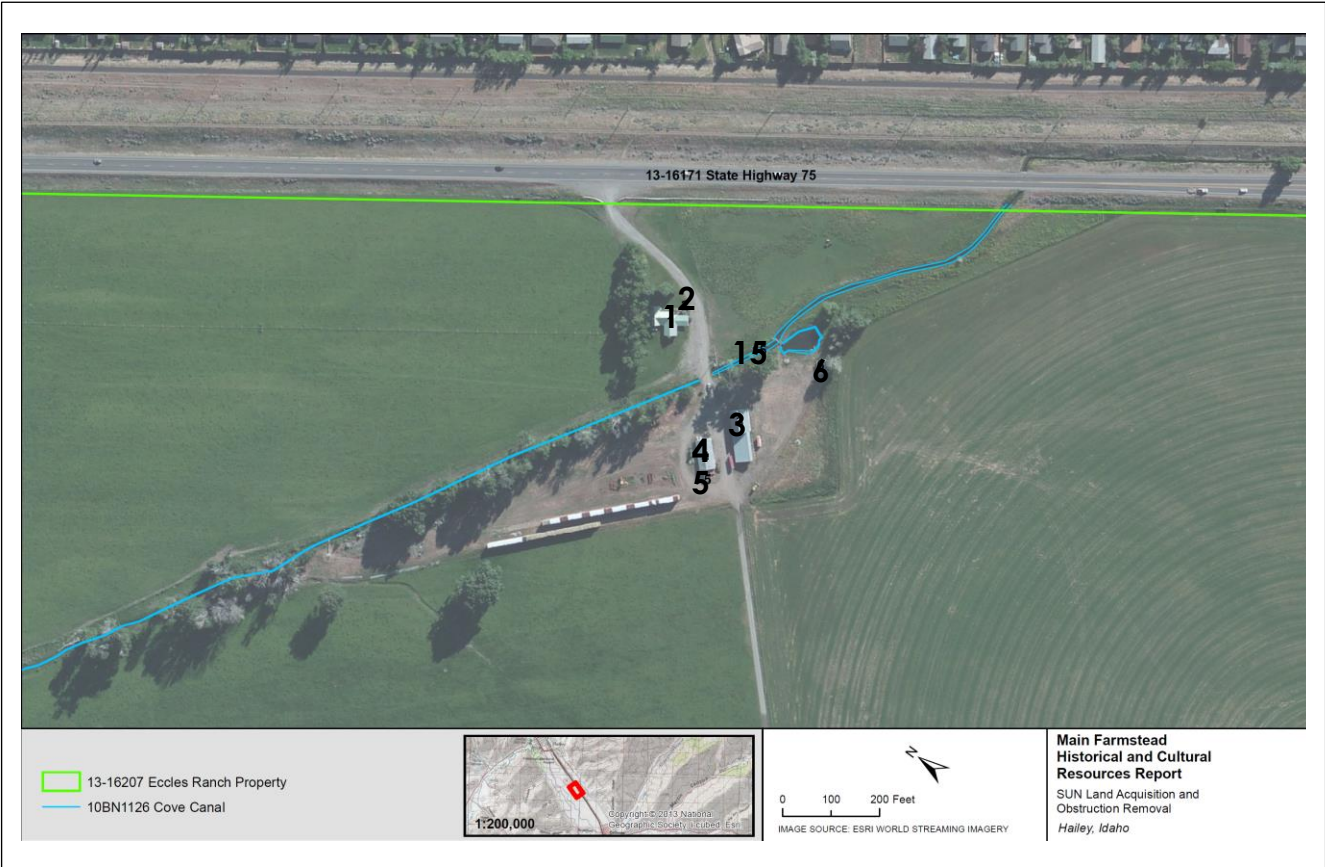 13-16171 State Highway 75
2
1
15
6
3
4
5
5
13-16207 Eccles Ranch Property
10BN1126 Cove Canal
1:200,000
Copyright:© 2013 National
Geographic Society, i-cubed, Esri
N
0 100 200 Feet
IMAGE SOURCE: ESRI WORLD STREAMING IMAGERY
Main Farmstead
Historical and Cultural
Resources Report
SUN Land Acquisition and
Obstruction Removal
Hailey, Idaho